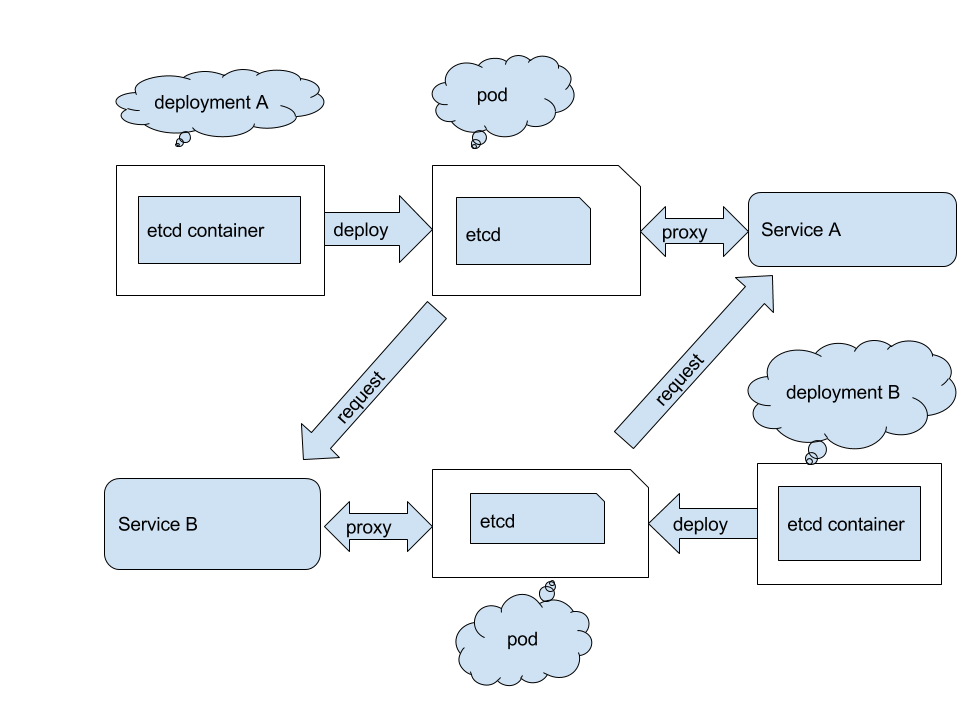 deployment A
pod
etcd container
deploy
etcd
proxy
Service A
request
request
deployment B
Service B
proxy
etcd
deploy
etcd container
pod